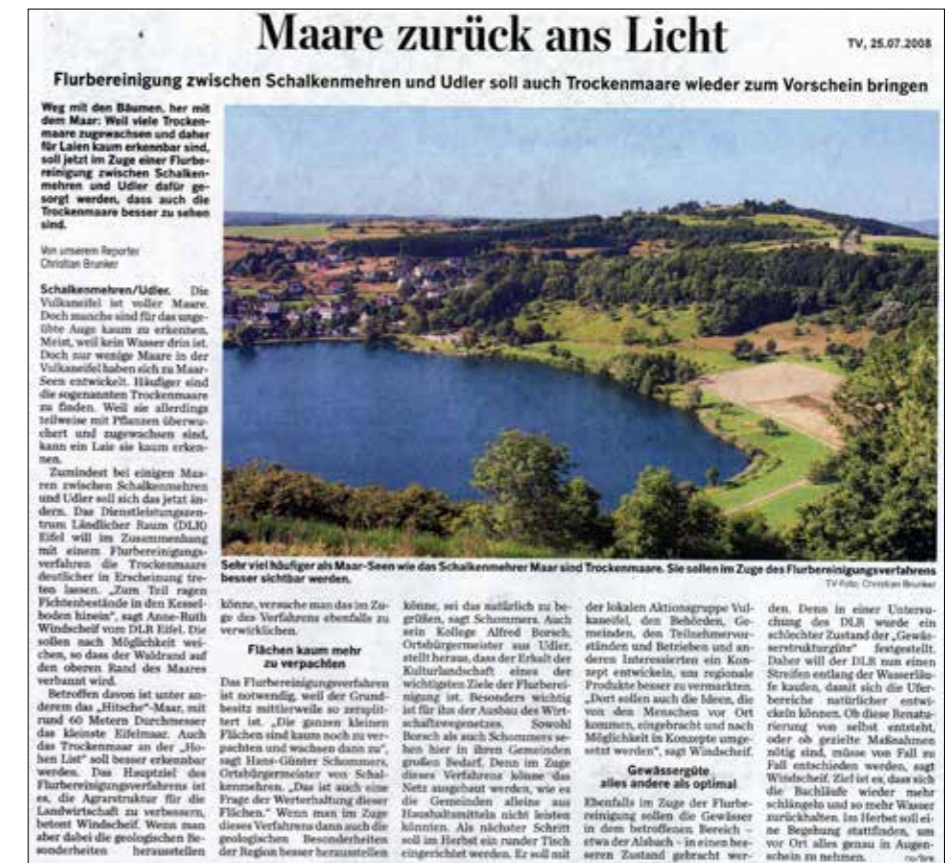 Maare zurück ans Licht
TV, 25.07.2008
Flurbereinigung zwischen Schalkenmehren und Udler soll auch Trockenmaare wieder zum Vorschein bringen
Weg mit den Bäumen, her mit
dem Maar: Weil viele Trocken-
maare zugewachsen und daher
für Laien kaum erkennbar sind,
soll jetzt im Zuge einer Flurbe-
reinigung zwischen Schalken-
mehren und Udler dafür ge-
sorgt werden, dass auch die
Trockenmaare besser zu sehen
sind.
Von unserem Reporter
Christian Brunker
Schalkenmehren/Udler. Die
Vulkaneifel ist voller Maare.
Doch manche sind für das unge-
übte Auge kaum zu erkennen.
Meist, weil kein Wasser drin ist.
Doch nur wenige Maare in der
Vulkaneifel haben sich zu Maar-
Seen entwickelt. Häufiger sind
die sogenannten Trockenmaare
zu finden. Weil sie allerdings
teilweise mit Pflanzen überwu-
chert und zugewachsen sind,
kann ein Laie sie kaum erken-
nen.
Zumindest bei einigen Maa-
ren zwischen Schalkenmehren
und Udler soll sich das jetzt än-
dern. Das Dienstleistungszen-
trum Ländlicher Raum (DLR)
Eifel will im Zusammenhang
mit einem Flurbereinigungs-
verfahren die Trockenmaare
deutlicher in Erscheinung tre-
ten lassen. „Zum Teil ragen
Fichtenbestände in den Kessel-
boden hinein“, sagt Anne-Ruth
Windscheif vom DLR Eifel. Die
sollen nach Möglichkeit wei-
chen, so dass der Waldrand auf
den oberen Rand des Maares
verbannt wird.
Betroffen davon ist unter an-
derem das „Hitsche“-Maar, mit
rund 60 Metern Durchmesser
das kleinste Eifelmaar. Auch
das Trockenmaar an der „Ho-
hen List“ soll besser erkennbar
werden. Das Hauptziel des
Flurbereinigungsverfahrens ist
es, die Agrarstruktur für die
Landwirtschaft zu verbessern,
betont Windscheif. Wenn man
aber dabei die geologischen Be-
sonderheiten herausstellen
Sehr viel häufiger als Maar-Seen wie das Schalkenmehrer Maar sind Trockenmaare. Sie sollen im Zuge des Flurbereinigungsverfahrens
besser sichtbar werden.
TV-Foto: Christian Brunker
könne, versuche man das im Zu-
ge des Verfahrens ebenfalls zu
verwirklichen.
Flächen kaum mehr
zu verpachten
Das Flurbereinigungsverfahren
ist notwendig, weil der Grund-
besitz mittlerweile so zersplit-
tert ist. „Die ganzen kleinen
Flächen sind kaum noch zu ver-
pachten und wachsen dann zu“,
sagt Hans-Günter Schommers,
Ortsbürgermeister von Schal-
kenmehren. „Das ist auch eine
Frage der Werterhaltung dieser
Flächen.“ Wenn man im Zuge
dieses Verfahrens dann auch die
geologischen Besonderheiten
der Region besser herausstellen
könne, sei das natürlich zu be-
grüßen, sagt Schommers. Auch
sein Kollege Alfred Borsch,
Ortsbürgermeister aus Udler,
stellt heraus, dass der Erhalt der
Kulturlandschaft eines der
wichtigsten Ziele der Flurberei-
nigung ist. Besonders wichtig
ist für ihn der Ausbau des Wirt-
schaftswegenetzes. Sowohl
Borsch als auch Schommers se-
hen hier in ihren Gemeinden
großen Bedarf. Denn im Zuge
dieses Verfahrens könne das
Netz ausgebaut werden, wie es
die Gemeinden alleine aus
Haushaltsmitteln nicht leisten
könnten. Als nächster Schritt
soll im Herbst ein runder Tisch
eingerichtet werden. Er soll mit
der lokalen Aktionsgruppe Vul-
kaneifel, den Behörden, Ge-
meinden, den Teilnehmervor-
ständen und Betrieben und an-
deren Interessierten ein Kon-
zept entwickeln, um regionale
Produkte besser zu vermarkten.
„Dort sollen auch die Ideen, die
von den Menschen vor Ort
kommen, eingebracht und nach
Möglichkeit in Konzepte umge-
setzt werden“, sagt Windscheif.
Gewässergüte
alles andere als optimal
Ebenfalls im Zuge der Flurbe-
reinigung sollen die Gewässer
in dem betroffenen Bereich –
etwa der Alsbach – in einen bes-
seren Zustand gebracht wer-
den. Denn in einer Untersu-
chung des DLR wurde ein
schlechter Zustand der „Gewäs-
serstrukturgüte“ festgestellt.
Daher will der DLR nun einen
Streifen entlang der Wasserläu-
fe kaufen, damit sich die Ufer-
bereiche natürlicher entwi-
ckeln können. Ob diese Renatu-
rierung von selbst entsteht,
oder ob gezielte Maßnahmen
nötig sind, müsse von Fall zu
Fall entschieden werden, sagt
Windscheif. Ziel ist es, dass sich
die Bachläufe wieder mehr
schlängeln und so mehr Wasser
zurückhalten. Im Herbst soll ei-
ne Begehung stattfinden, um
vor Ort alles genau in Augen-
schein zu nehmen.